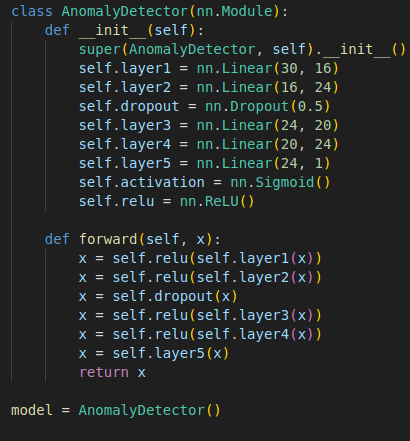 class AnomalyDetector(nn.Module):
    def __init__(self):
        super(AnomalyDetector, self).__init__()
        self.layer1 = nn.Linear(30, 16)
        self.layer2 = nn.Linear(16, 24)
        self.dropout = nn.Dropout(0.5)
        self.layer3 = nn.Linear(24, 20)
        self.layer4 = nn.Linear(20, 24)
        self.layer5 = nn.Linear(24, 1)
        self.activation = nn.Sigmoid()
        self.relu = nn.ReLU()

    def forward(self, x):
        x = self.relu(self.layer1(x))
        x = self.relu(self.layer2(x))
        x = self.dropout(x)
        x = self.relu(self.layer3(x))
        x = self.relu(self.layer4(x))
        x = self.layer5(x)
        return x

model = AnomalyDetector()